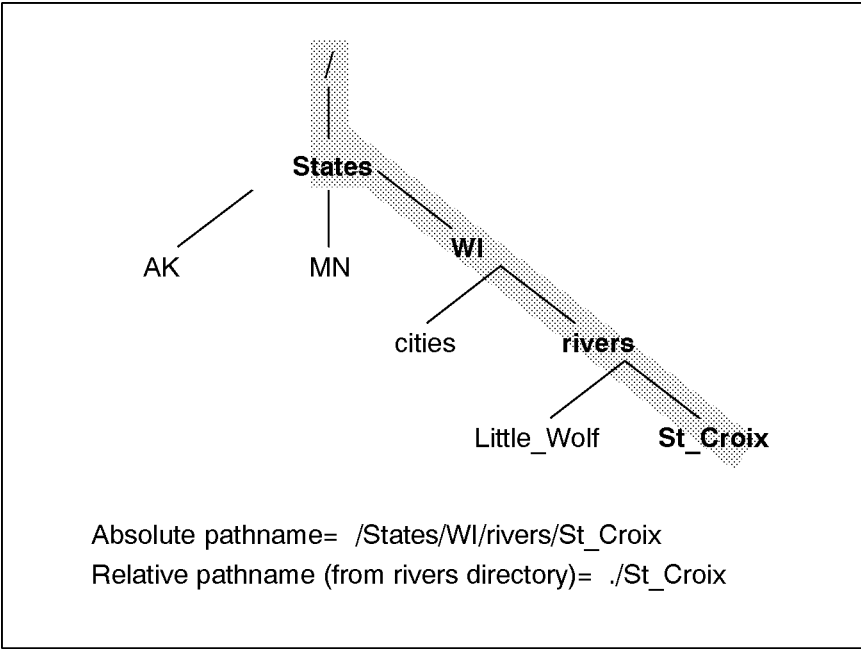 /
States
AK MN WI
cities rivers
Little_Wolf St_Croix
Absolute pathname= /States/WI/rivers/St_Croix
Relative pathname (from rivers directory)= ./St_Croix